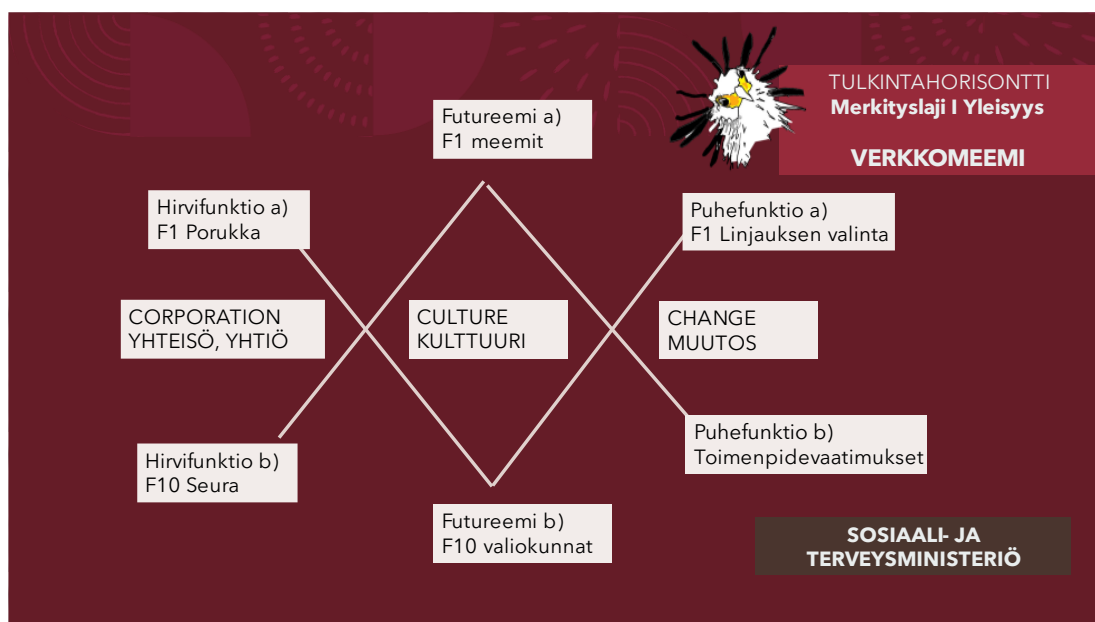 TULKINTAHORISONTTI
Merkityslaji I Yleisyys
VERKKOMEEMI
Futureemi a)
F1 meemit
Hirvifunktio a)
F1 Porukka
Puhefunktio a)
F1 Linjauksen valinta
CORPORATION
YHTEISÖ, YHTIÖ
CULTURE
KULTTUURI
CHANGE
MUUTOS
Hirvifunktio b)
F10 Seura
Puhefunktio b)
Toimenpidevaatimukset
Futureemi b)
F10 valiokunnat
SOSIAALI- JA
TERVEYSMINISTERIÖ